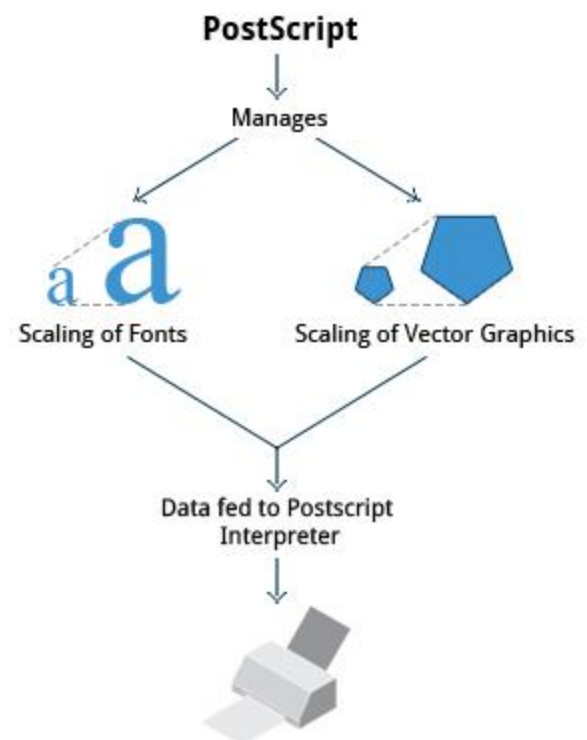 PostScript
Manages
a
a
Scaling of Fonts
Scaling of Vector Graphics
Data fed to Postscript
Interpreter